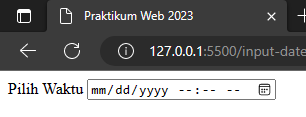 Praktikum Web 2023
127.0.0.1:5500/input-date
Pilih Waktu mm/dd/yyyy --:-- --